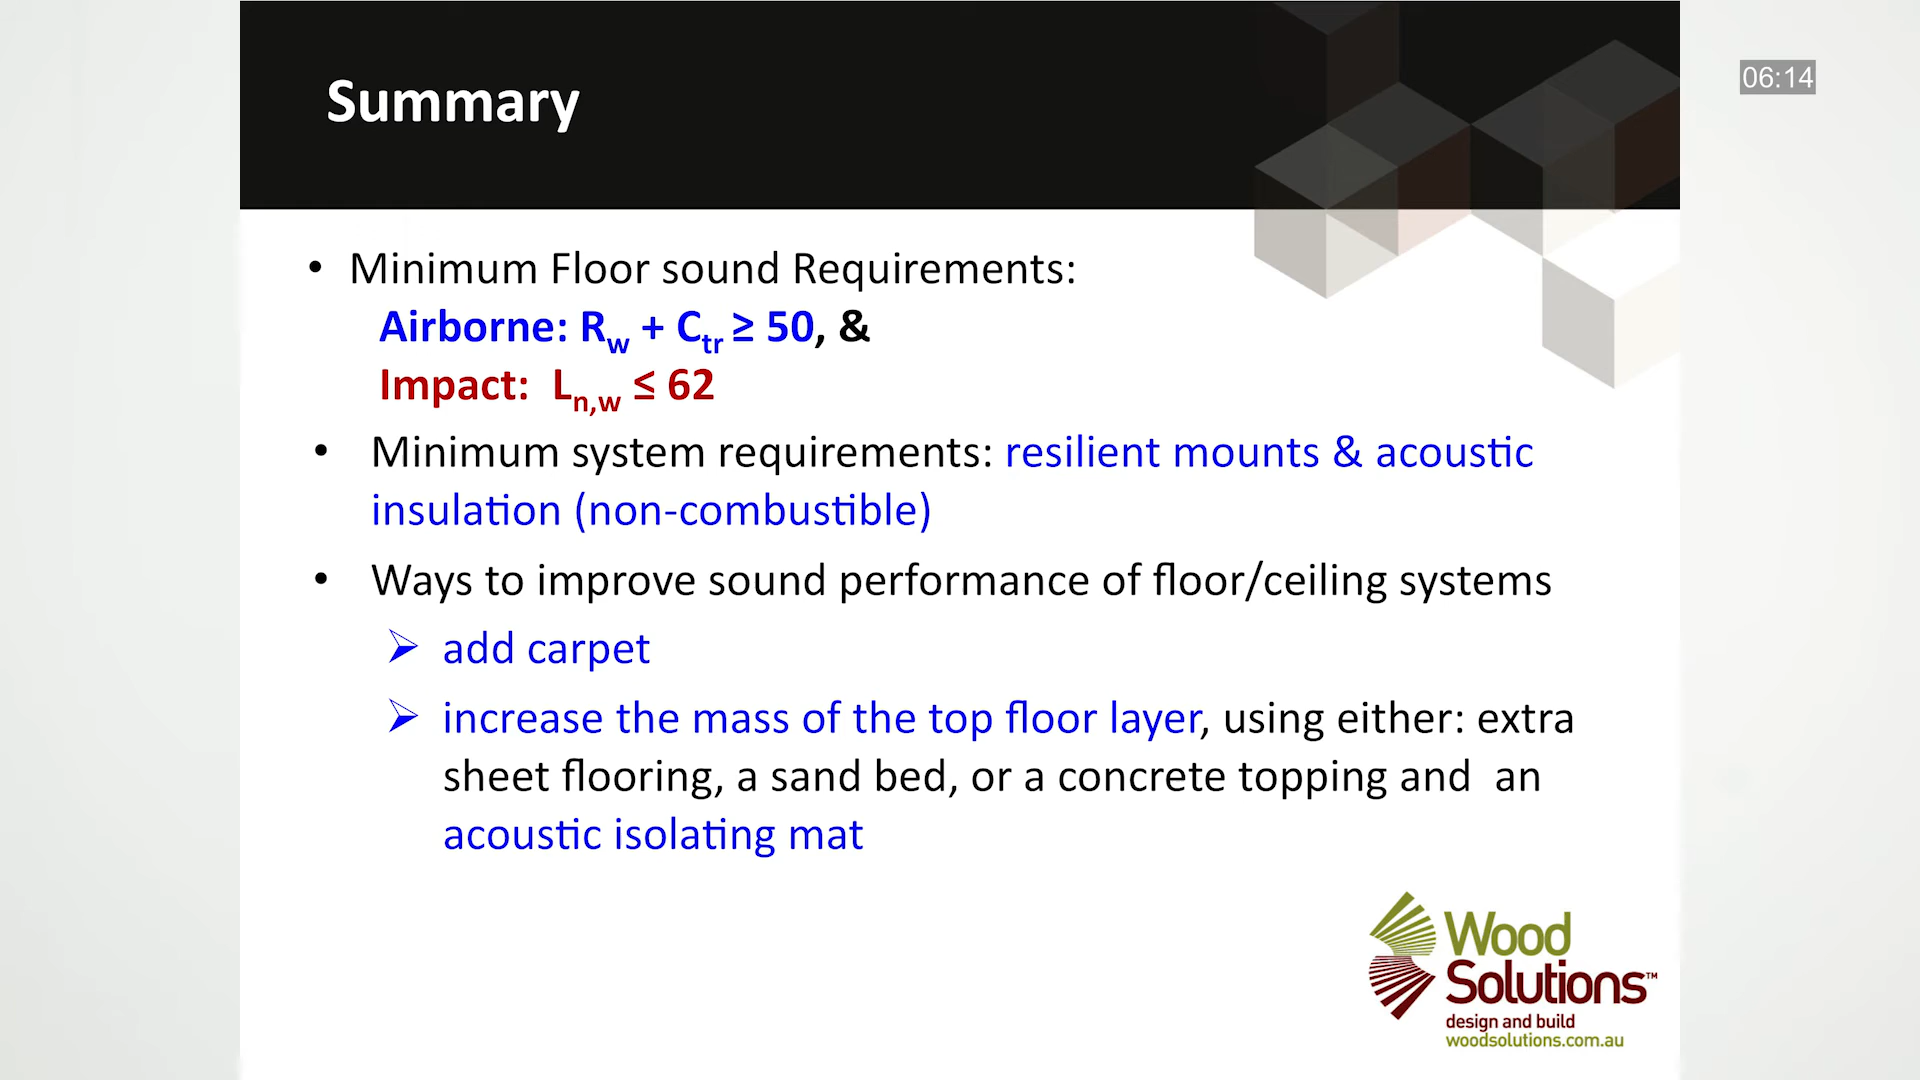 Summary
06:14
• Minimum Floor sound Requirements:
Airborne: Rw + Ctr ≥ 50, &
Impact: Ln,w ≤ 62
• Minimum system requirements: resilient mounts & acoustic
insulation (non-combustible)
• Ways to improve sound performance of floor/ceiling systems
➢ add carpet
➢ increase the mass of the top floor layer, using either: extra
sheet flooring, a sand bed, or a concrete topping and an
acoustic isolating mat
Wood
Solutions™
design and build
woodsolutions.com.au